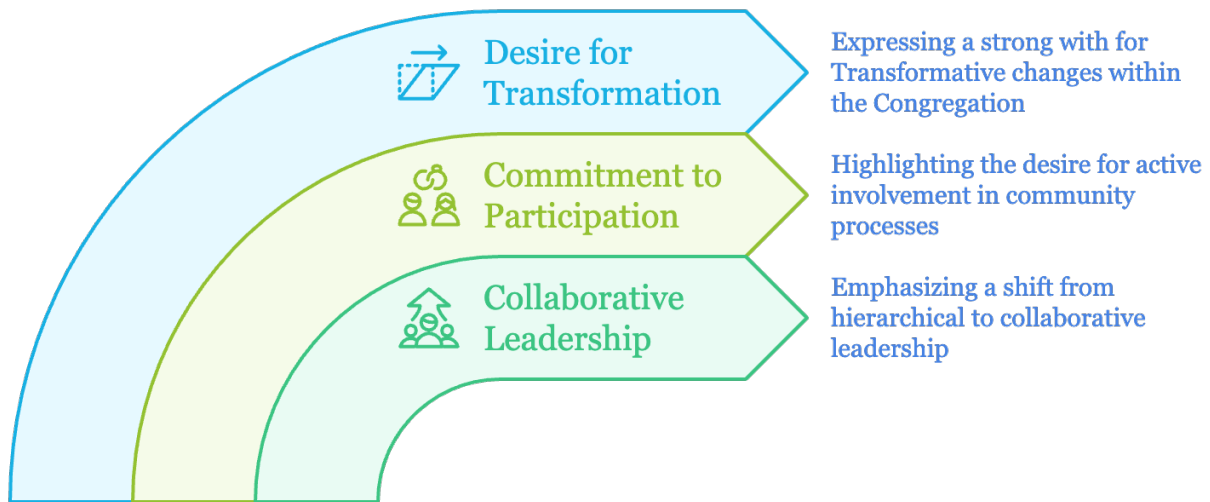 Desire for
Transformation
Expressing a strong with for
Transformative changes within
the Congregation
Commitment to
Participation
Highlighting the desire for active
involvement in community
processes
Collaborative
Leadership
Emphasizing a shift from
hierarchical to collaborative
leadership